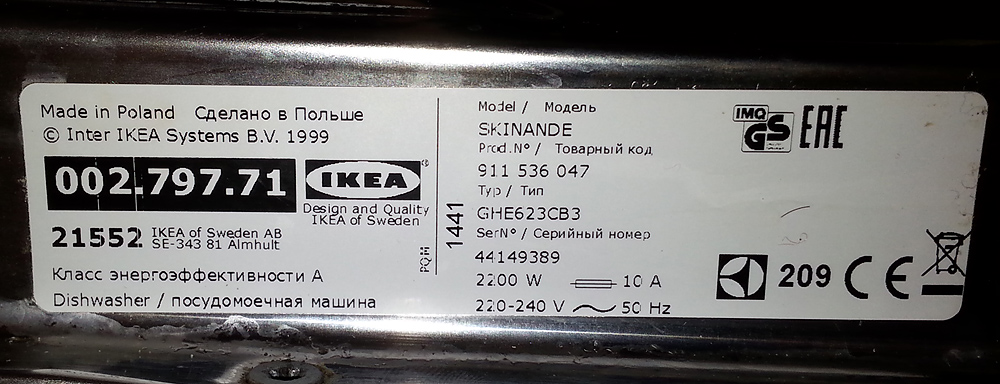 Made in Poland Сделано в Польше
© Inter IKEA Systems B.V. 1999
002.797.71
IKEA®
Design and Quality
IKEA of Sweden
21552
IKEA of Sweden AB
SE-343 81 Almhult
Класс энергоэффективности А
Dishwasher / посудомоечная машина
PQM
1441
Model / Модель
SKINANDE
Prod.N° / Товарный код
911 536 047
Typ / Тип
GHE623CB3
SerN° / Серийный номер
44149389
2200 W 10 A
220-240 V 50 Hz
IMQ
GS
EAC
209
CE